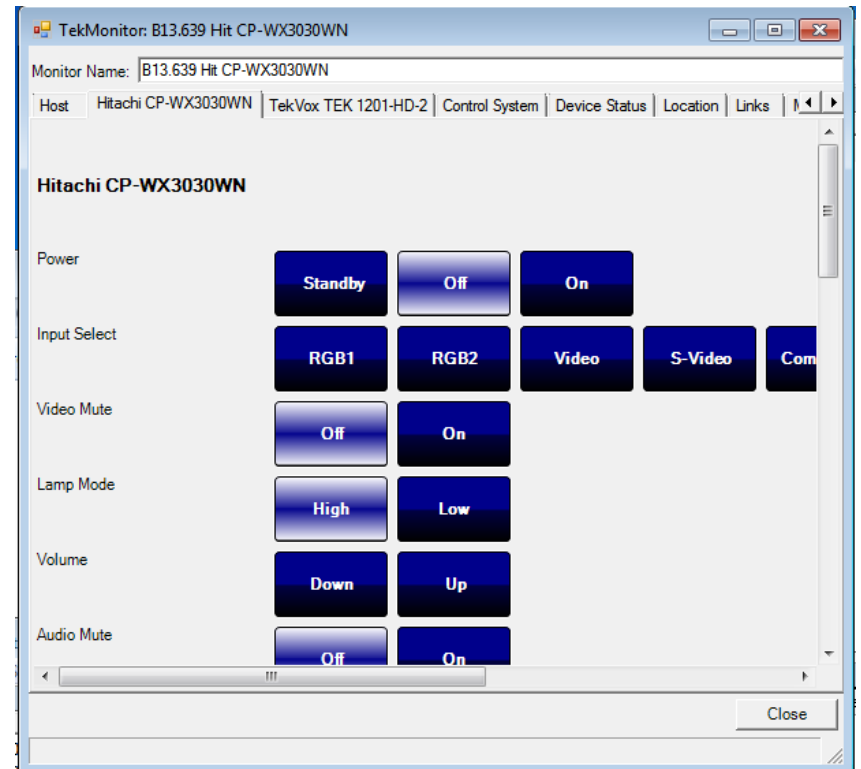 TekMonitor: B13.639 Hit CP-WX3030WN
Monitor Name: B13.639 Hit CP-WX3030WN
Host Hitachi CP-WX3030WN TekVox TEK 1201-HD-2 Control System Device Status Location Links
Hitachi CP-WX3030WN
Power Standby Off On
Input Select RGB1 RGB2 Video S-Video Com
Video Mute Off On
Lamp Mode High Low
Volume Down Up
Audio Mute Off On
Close